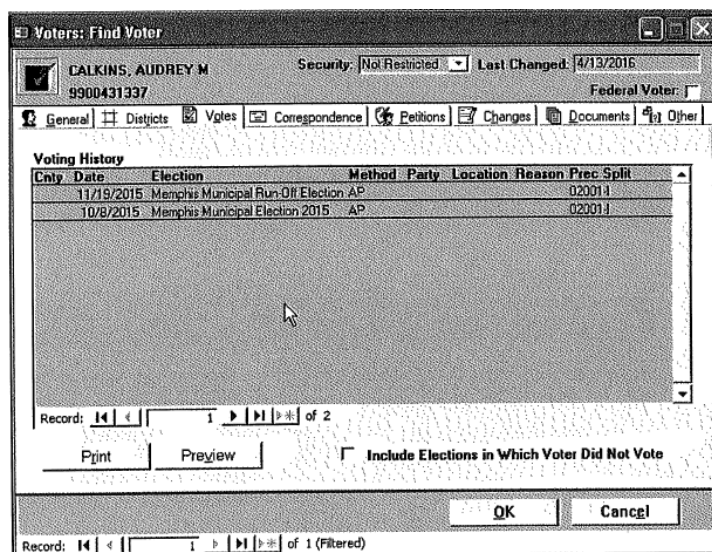 Voters: Find Voter
CALKINS, AUDREY M Security: Not Restricted Last Changed: 4/13/2016
9900431337 Federal Voter:
General Districts Votes Correspondence Petitions Changes Documents Other
Voting History
Cnty Date Election Method Party Location Reason Prec Split
11/19/2015 Memphis Municipal Run-Off Election AP 02001-I
10/8/2015 Memphis Municipal Election 2015 AP 02001-I
Record: 1 of 2
Print Preview Include Elections in Which Voter Did Not Vote
OK Cancel
Record: 1 of 1 (Filtered)